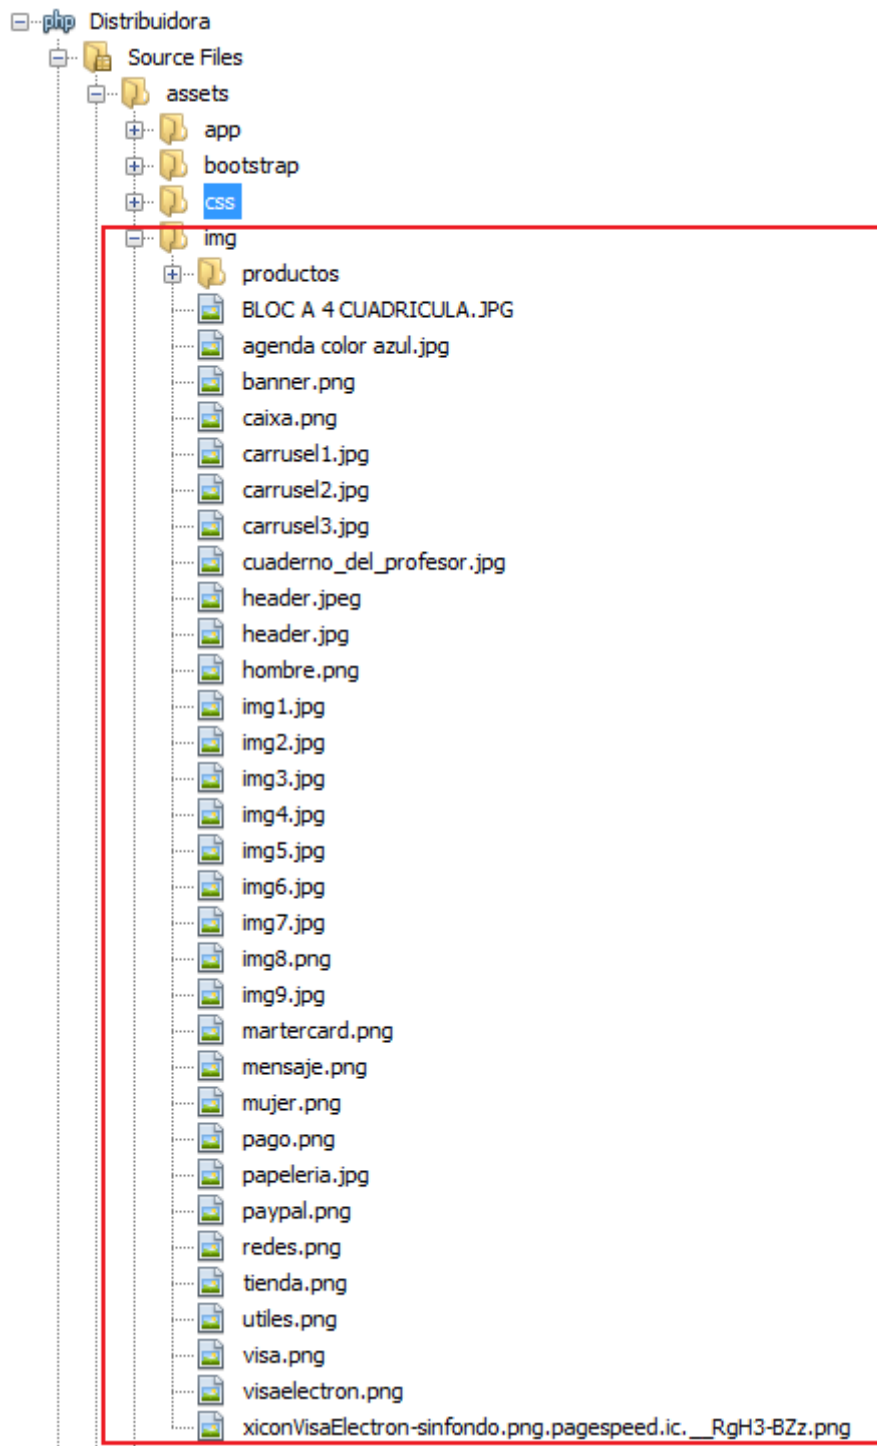 php Distribuidora
Source Files
assets
app
bootstrap
css
img
productos
BLOC A 4 CUADRICULA.JPG
agenda color azul.jpg
banner.png
caixa.png
carrusel1.jpg
carrusel2.jpg
carrusel3.jpg
cuaderno_del_profesor.jpg
header.jpeg
header.jpg
hombre.png
img1.jpg
img2.jpg
img3.jpg
img4.jpg
img5.jpg
img6.jpg
img7.jpg
img8.png
img9.jpg
martercard.png
mensaje.png
mujer.png
pago.png
papeleria.jpg
paypal.png
redes.png
tienda.png
utiles.png
visa.png
visaelectron.png
xiconVisaElectron-sinfondo.png.pagespeed.ic.__RgH3-BZz.png